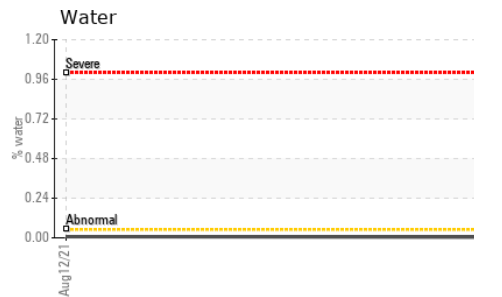 Water
1.20
Severe
0.96
0.72
% water
0.48
0.24
Abnormal
0.00
Aug12/21